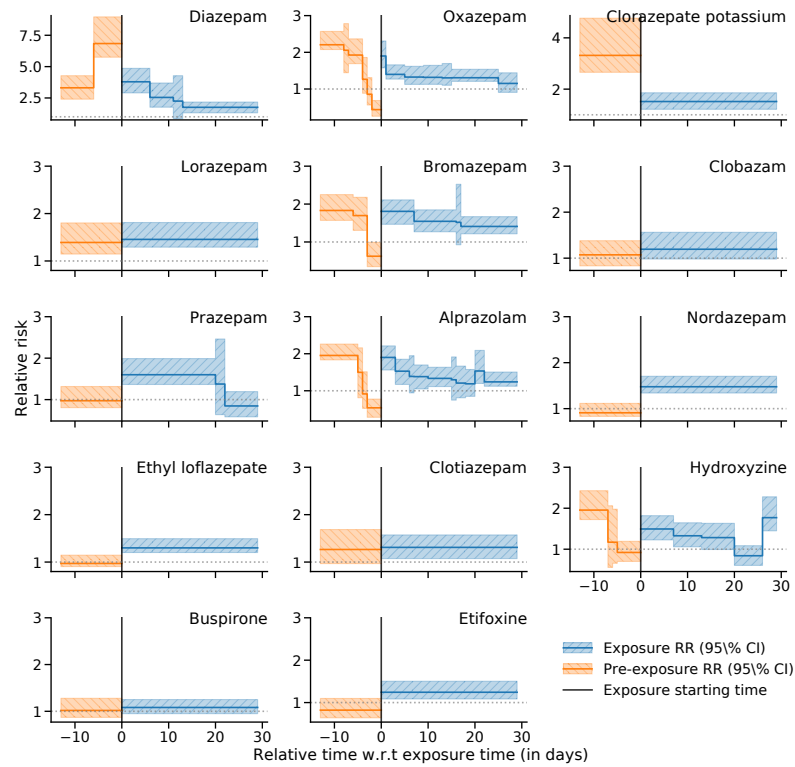 Diazepam
7.5
5.0
2.5
Oxazepam
3
2
1
Clorazepate potassium
4
2
Lorazepam
3
2
1
Bromazepam
3
2
1
Clobazam
3
2
1
Relative risk
Prazepam
3
2
1
Alprazolam
3
2
1
Nordazepam
3
2
1
Ethyl loflazepate
3
2
1
Clotiazepam
3
2
1
Hydroxyzine
3
2
1
−10 0 10 20 30
Buspirone
3
2
1
−10 0 10 20 30
Etifoxine
3
2
1
−10 0 10 20 30
Exposure RR (95\% CI)
Pre-exposure RR (95\% CI)
Exposure starting time
Relative time w.r.t exposure time (in days)